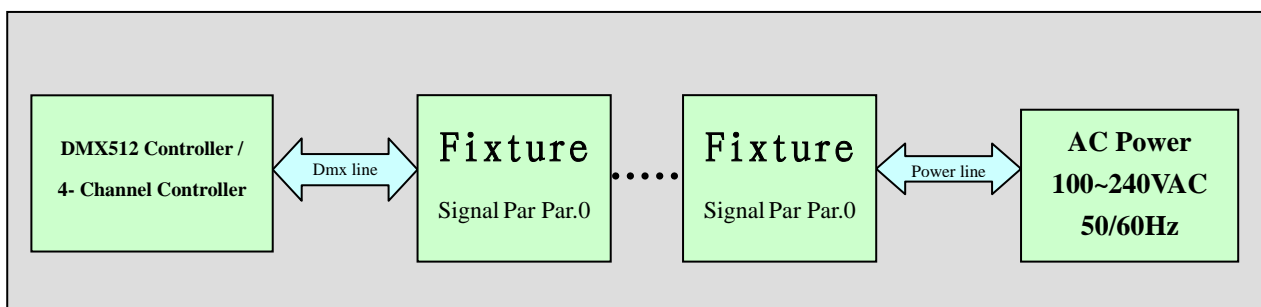 DMX512 Controller /
4- Channel Controller
Dmx line
Fixture
Signal Par Par.0
Fixture
Signal Par Par.0
Power line
AC Power
100~240VAC
50/60Hz